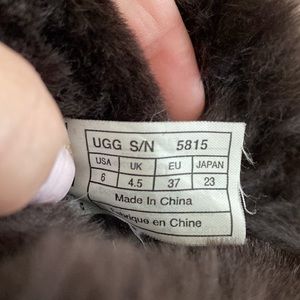 UGG S/N 5815
USA UK EU JAPAN
6 4.5 37 23
Made In China
Fabriqué en Chine